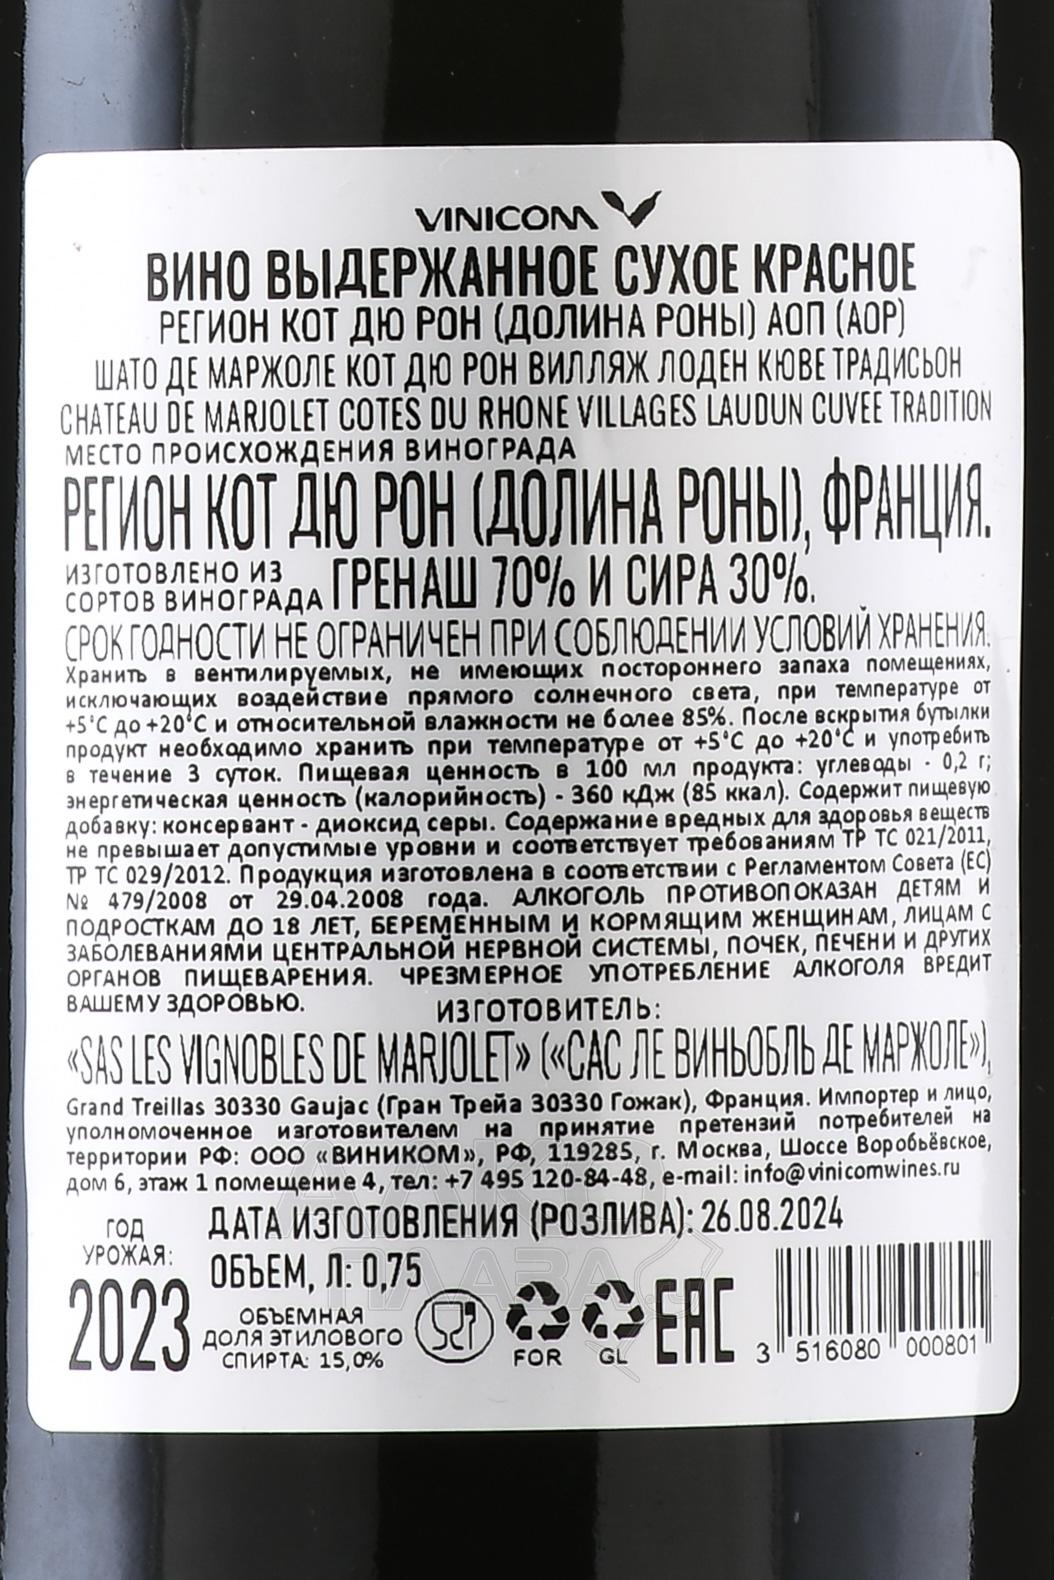 VINICOM
ВИНО ВЫДЕРЖАННОЕ СУХОЕ КРАСНОЕ
РЕГИОН КОТ ДЮ РОН (ДОЛИНА РОНЫ) АОП (AOP)
ШАТО ДЕ МАРЖОЛЕ КОТ ДЮ РОН ВИЛЛЯЖ ЛОДЕН КЮВЕ ТРАДИСЬОН
CHATEAU DE MARJOLET COTES DU RHONE VILLAGES LAUDUN CUVEE TRADITION
МЕСТО ПРОИСХОЖДЕНИЯ ВИНОГРАДА
РЕГИОН КОТ ДЮ РОН (ДОЛИНА РОНЫ), ФРАНЦИЯ.
ИЗГОТОВЛЕНО ИЗ
СОРТОВ ВИНОГРАДА ГРЕНАШ 70% И СИРА 30%.
СРОК ГОДНОСТИ НЕ ОГРАНИЧЕН ПРИ СОБЛЮДЕНИИ УСЛОВИЙ ХРАНЕНИЯ.
Хранить в вентилируемых, не имеющих постороннего запаха помещениях,
исключающих воздействие прямого солнечного света, при температуре от
+5°С до +20°С и относительной влажности не более 85%. После вскрытия бутылки
продукт необходимо хранить при температуре от +5°С до +20°С и употребить
в течение 3 суток. Пищевая ценность в 100 мл продукта: углеводы - 0,2 г;
энергетическая ценность (калорийность) - 360 кДж (85 ккал). Содержит пищевую
добавку: консервант - диоксид серы. Содержание вредных для здоровья веществ
не превышает допустимые уровни и соответствует требованиям ТР ТС 021/2011,
ТР ТС 029/2012. Продукция изготовлена в соответствии с Регламентом Совета (ЕС)
№ 479/2008 от 29.04.2008 года. АЛКОГОЛЬ ПРОТИВОПОКАЗАН ДЕТЯМ И
ПОДРОСТКАМ ДО 18 ЛЕТ, БЕРЕМЕННЫМ И КОРМЯЩИМ ЖЕНЩИНАМ, ЛИЦАМ С
ЗАБОЛЕВАНИЯМИ ЦЕНТРАЛЬНОЙ НЕРВНОЙ СИСТЕМЫ, ПОЧЕК, ПЕЧЕНИ И ДРУГИХ
ОРГАНОВ ПИЩЕВАРЕНИЯ. ЧРЕЗМЕРНОЕ УПОТРЕБЛЕНИЕ АЛКОГОЛЯ ВРЕДИТ
ВАШЕМУ ЗДОРОВЬЮ. ИЗГОТОВИТЕЛЬ:
«SAS LES VIGNOBLES DE MARJOLET» («САС ЛЕ ВИНЬОБЛЬ ДЕ МАРЖОЛЕ»),
Grand Treillas 30330 Gaujac (Гран Трейа 30330 Гожак), Франция. Импортер и лицо,
уполномоченное изготовителем на принятие претензий потребителей на
территории РФ: ООО «ВИНИКОМ», РФ, 119285, г. Москва, Шоссе Воробьёвское,
дом 6, этаж 1 помещение 4, тел: +7 495 120-84-48, e-mail: info@vinicomwines.ru
ГОД
УРОЖАЯ:
2023
ДАТА ИЗГОТОВЛЕНИЯ (РОЗЛИВА): 26.08.2024
ОБЪЕМ, Л: 0,75
ОБЪЕМНАЯ
ДОЛЯ ЭТИЛОВОГО
СПИРТА: 15,0%
FOR
GL
EAC
3 516080 000801
АЛКО
ПЛАЗА